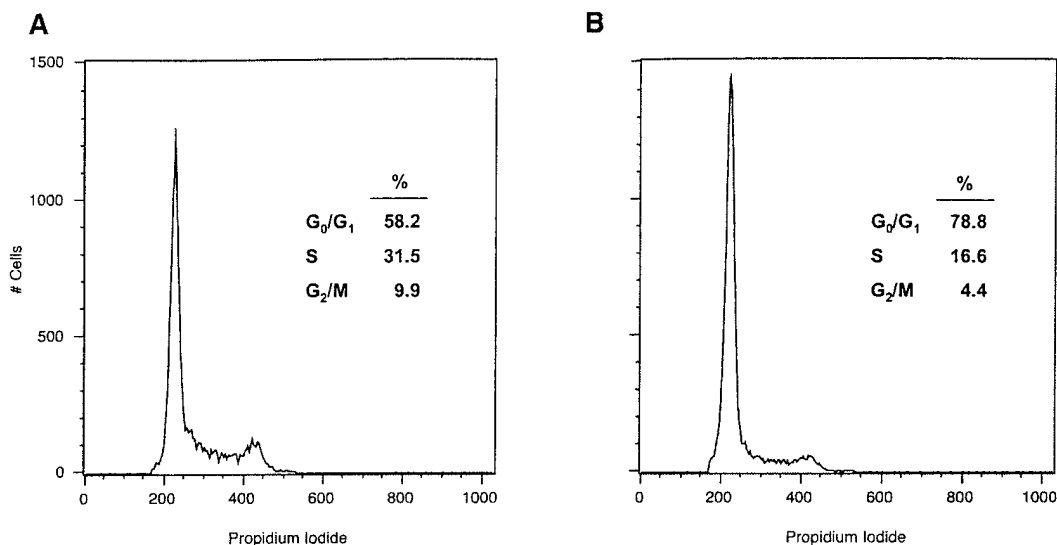 A
1500
1000
500
0
# Cells
0 200 400 600 800 1000
Propidium Iodide
%
G₀/G₁ 58.2
S 31.5
G₂/M 9.9
B
0 200 400 600 800 1000
Propidium Iodide
%
G₀/G₁ 78.8
S 16.6
G₂/M 4.4